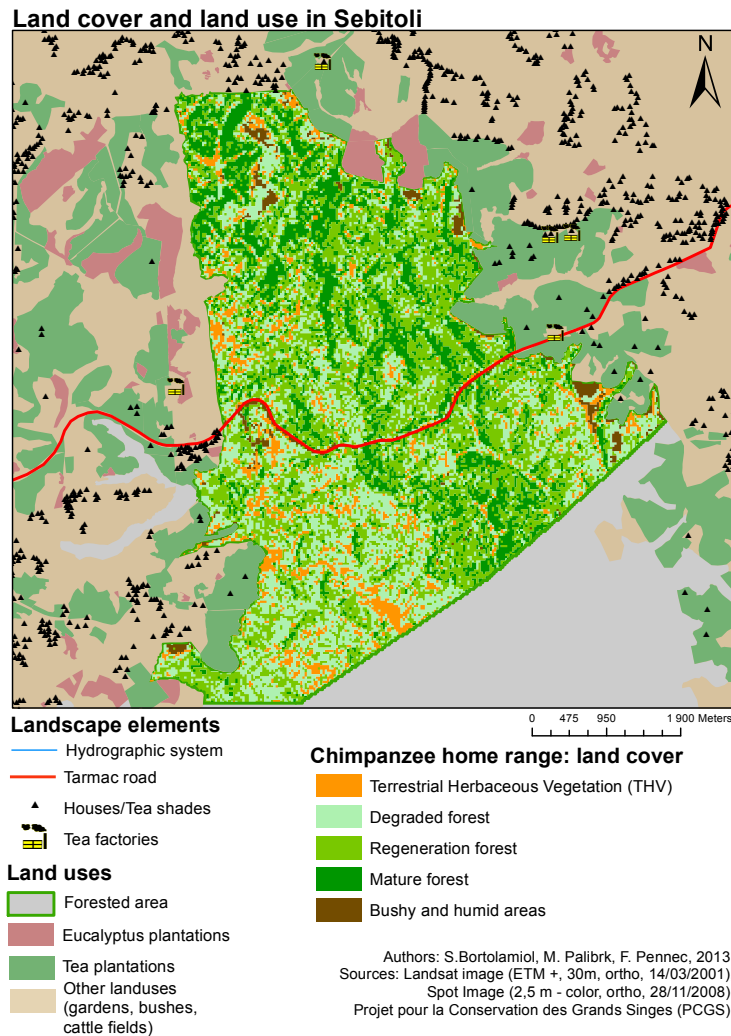 Land cover and land use in Sebitoli
N
0 475 950 1 900 Meters
Landscape elements
Hydrographic system
Tarmac road
Houses/Tea shades
Tea factories
Land uses
Forested area
Eucalyptus plantations
Tea plantations
Other landuses
(gardens, bushes,
cattle fields)
Chimpanzee home range: land cover
Terrestrial Herbaceous Vegetation (THV)
Degraded forest
Regeneration forest
Mature forest
Bushy and humid areas
Authors: S.Bortolamiol, M. Palibrk, F. Pennec, 2013
Sources: Landsat image (ETM +, 30m, ortho, 14/03/2001)
Spot Image (2,5 m - color, ortho, 28/11/2008)
Projet pour la Conservation des Grands Singes (PCGS)